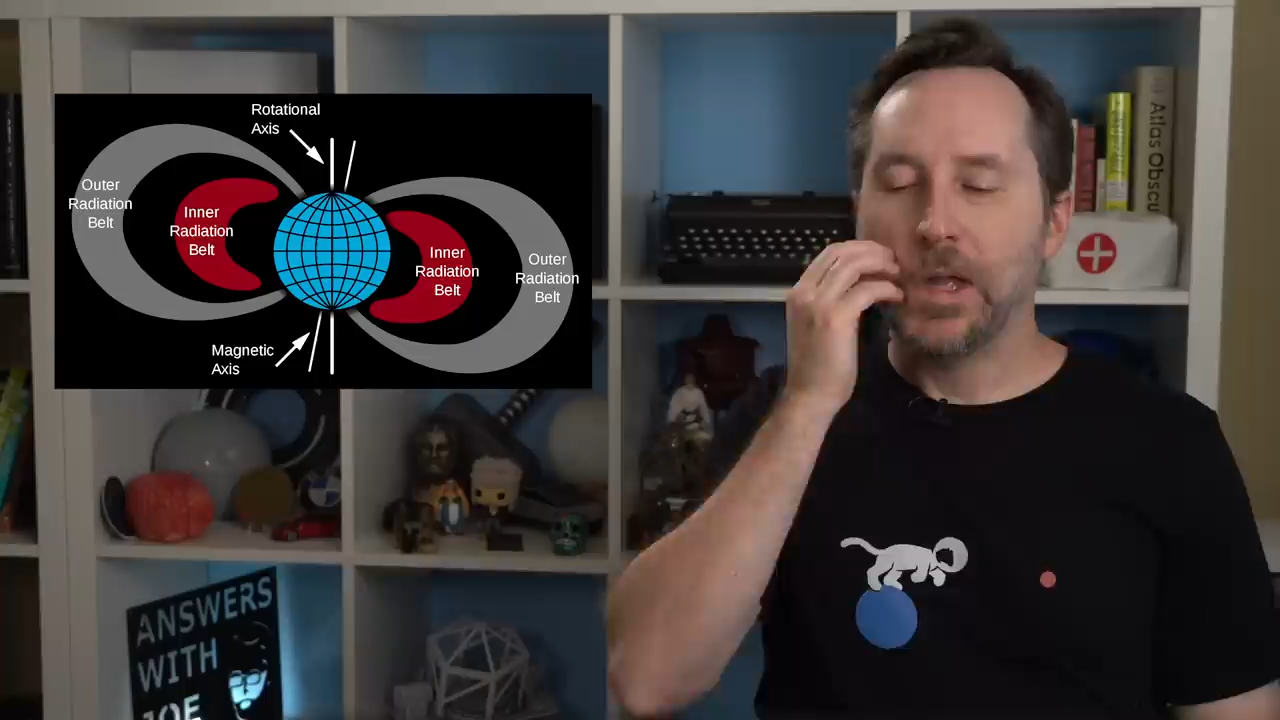 Rotational
Axis
Outer
Radiation
Belt
Inner
Radiation
Belt
Inner
Radiation
Belt
Outer
Radiation
Belt
Magnetic
Axis
Atlas Obscu
ANSWERS
WITH
JOE